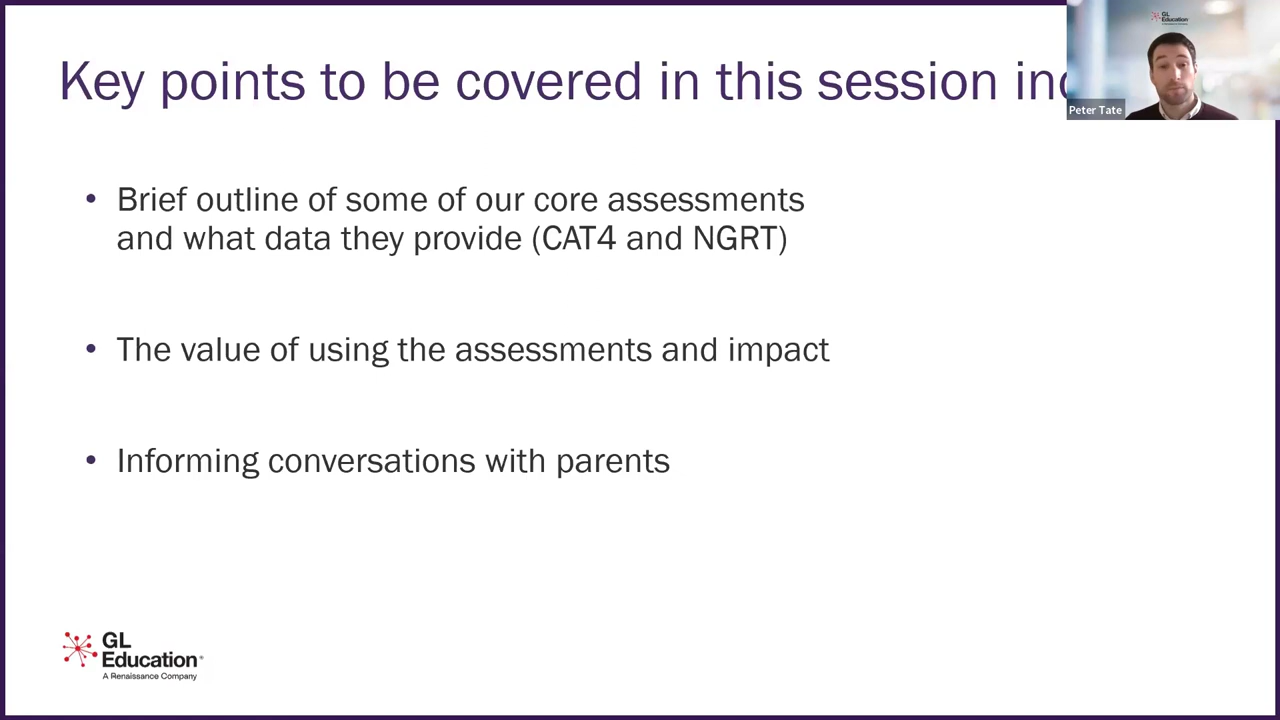 Key points to be covered in this session
GL
Education
Peter Tate
• Brief outline of some of our core assessments
and what data they provide (CAT4 and NGRT)
• The value of using the assessments and impact
• Informing conversations with parents
GL
Education
A Renaissance Company